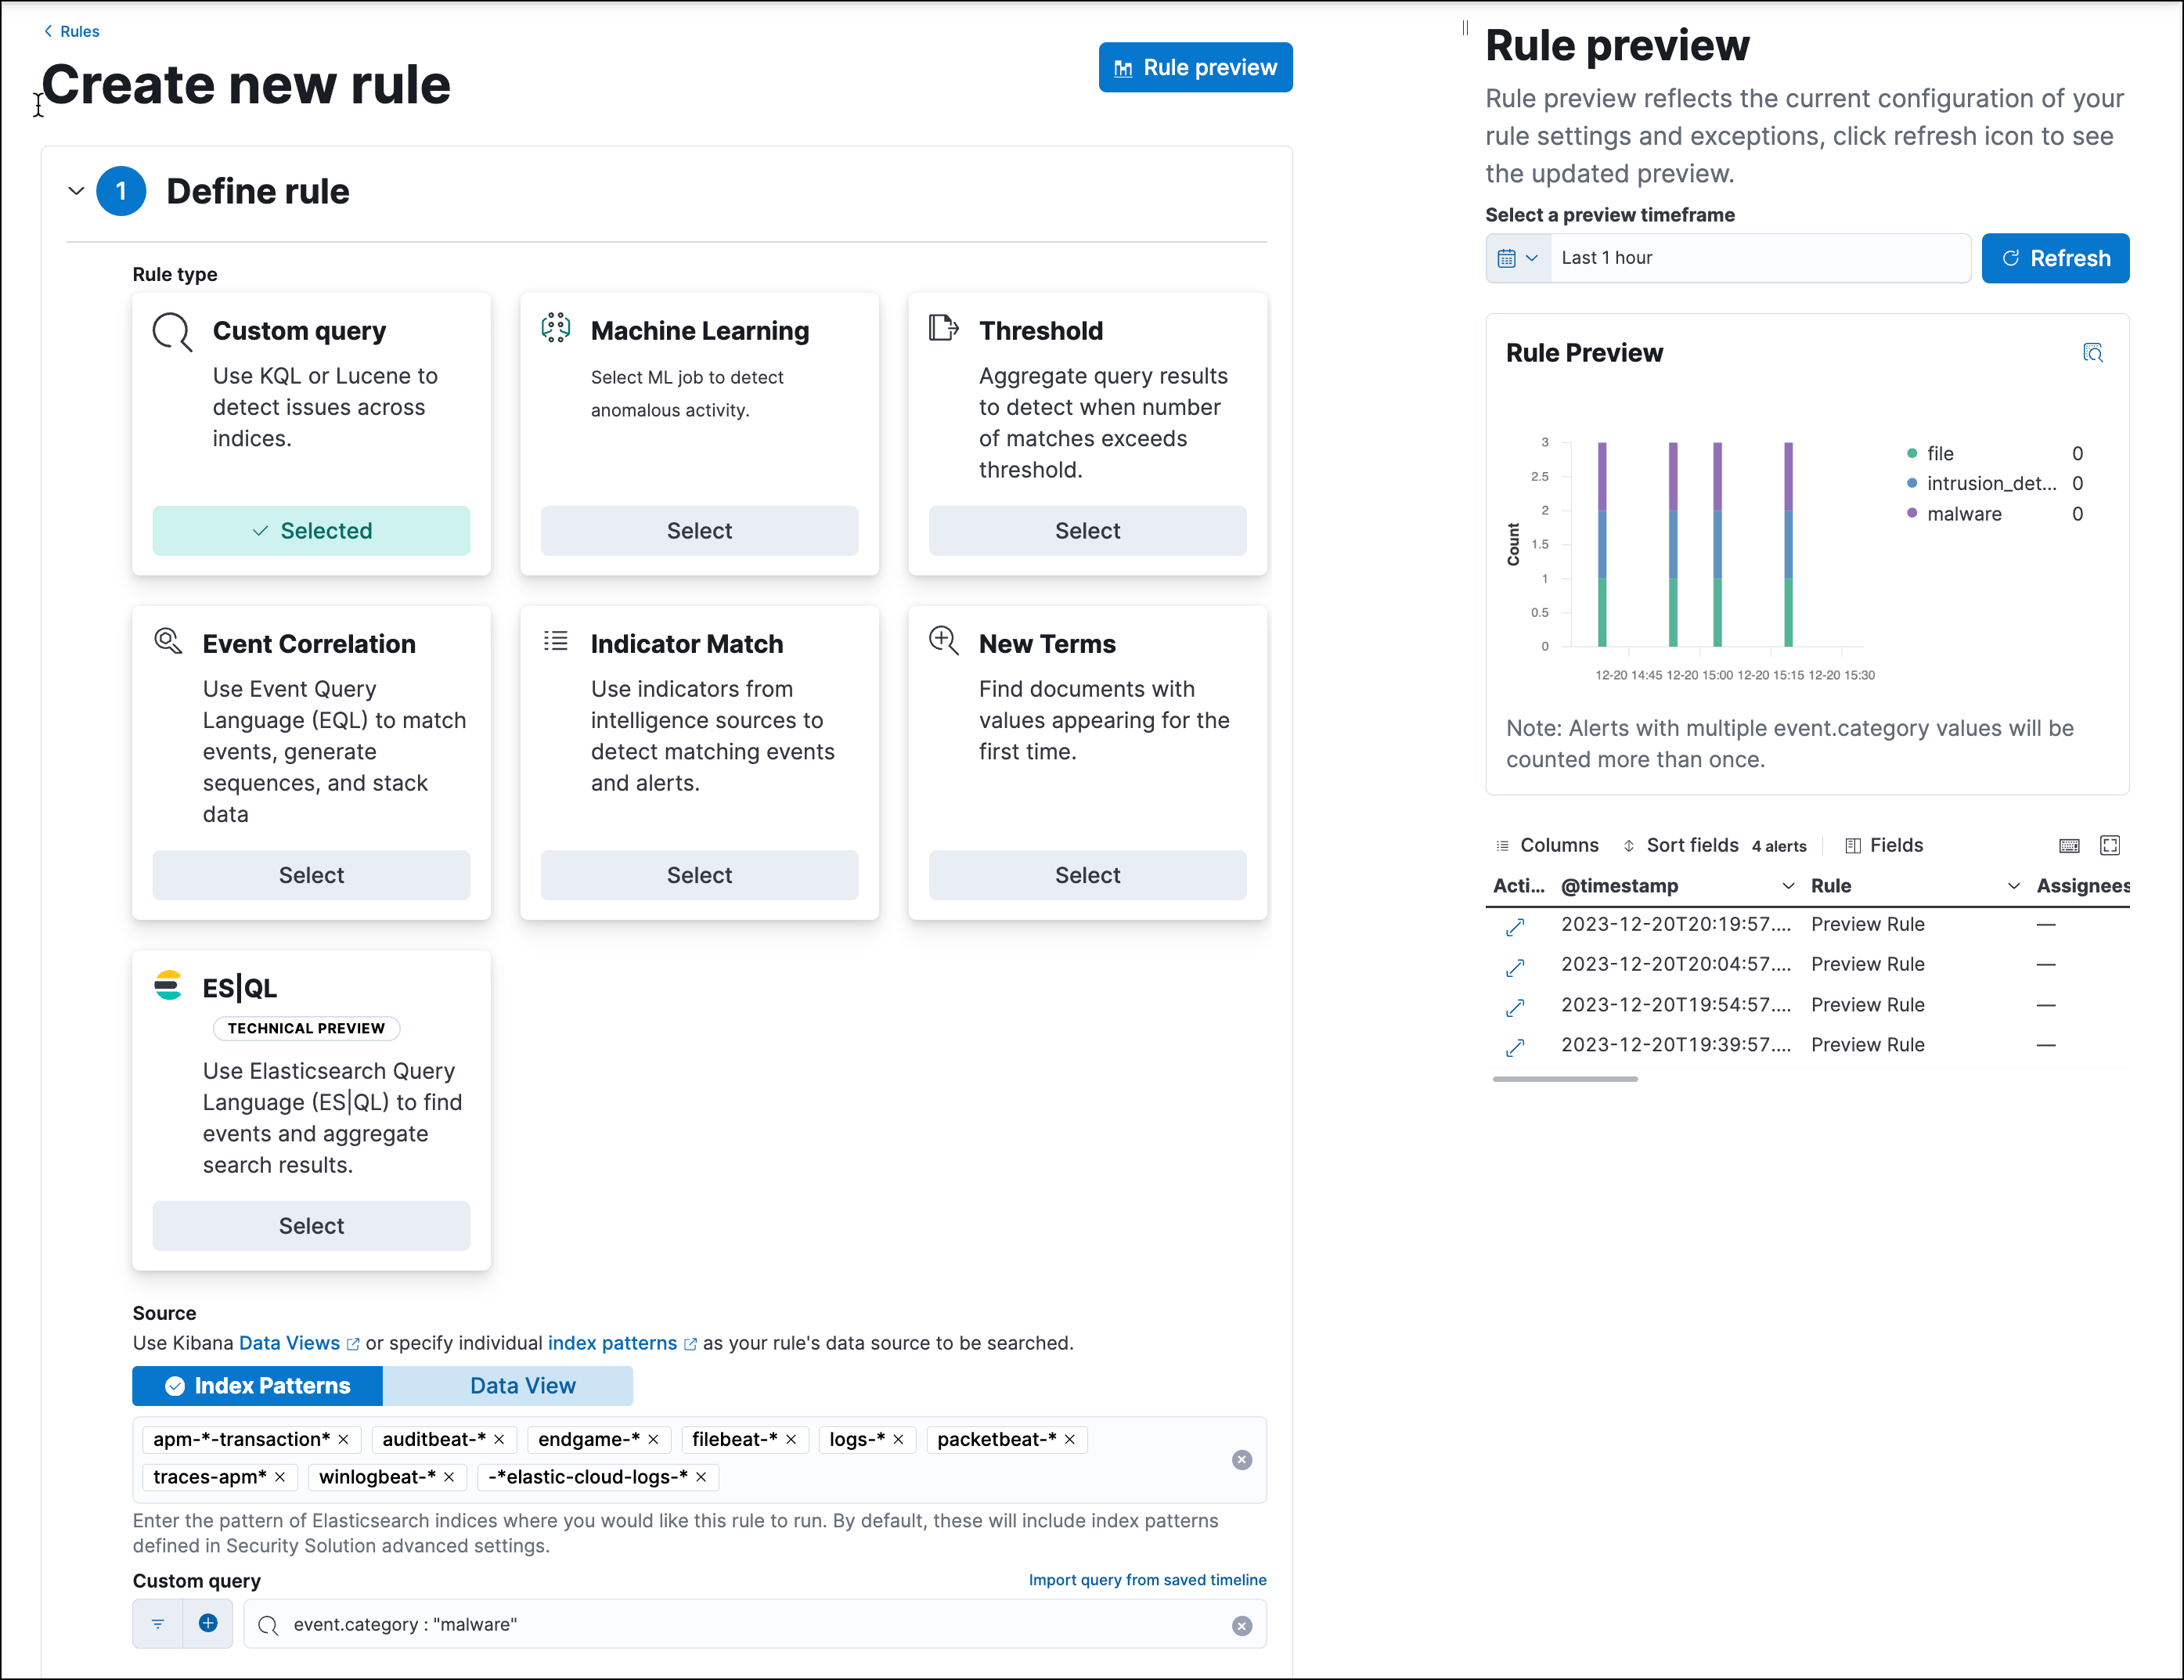 Rules
Create new rule
Rule preview
1 Define rule
Rule type
Custom query
Use KQL or Lucene to
detect issues across
indices.
Selected
Machine Learning
Select ML job to detect
anomalous activity.
Select
Threshold
Aggregate query results
to detect when number
of matches exceeds
threshold.
Select
Event Correlation
Use Event Query
Language (EQL) to match
events, generate
sequences, and stack
data
Select
Indicator Match
Use indicators from
intelligence sources to
detect matching events
and alerts.
Select
New Terms
Find documents with
values appearing for the
first time.
Select
ES|QL
TECHNICAL PREVIEW
Use Elasticsearch Query
Language (ES|QL) to find
events and aggregate
search results.
Select
Source
Use Kibana Data Views or specify individual index patterns as your rule's data source to be searched.
Index Patterns Data View
apm-*-transaction* auditbeat-* endgame-* filebeat-* logs-* packetbeat-*
traces-apm* winlogbeat-* -*elastic-cloud-logs-*
Enter the pattern of Elasticsearch indices where you would like this rule to run. By default, these will include index patterns
defined in Security Solution advanced settings.
Custom query Import query from saved timeline
event.category : "malware"
Rule preview
Rule preview reflects the current configuration of your
rule settings and exceptions, click refresh icon to see
the updated preview.
Select a preview timeframe
Last 1 hour Refresh
Rule Preview
Count
3
2.5
2
1.5
1
0.5
0
12-20 14:45 12-20 15:00 12-20 15:15 12-20 15:30
file 0
intrusion_det... 0
malware 0
Note: Alerts with multiple event.category values will be
counted more than once.
Columns Sort fields 4 alerts Fields
Acti... @timestamp Rule Assignees
2023-12-20T20:19:57.... Preview Rule —
2023-12-20T20:04:57.... Preview Rule —
2023-12-20T19:54:57.... Preview Rule —
2023-12-20T19:39:57.... Preview Rule —